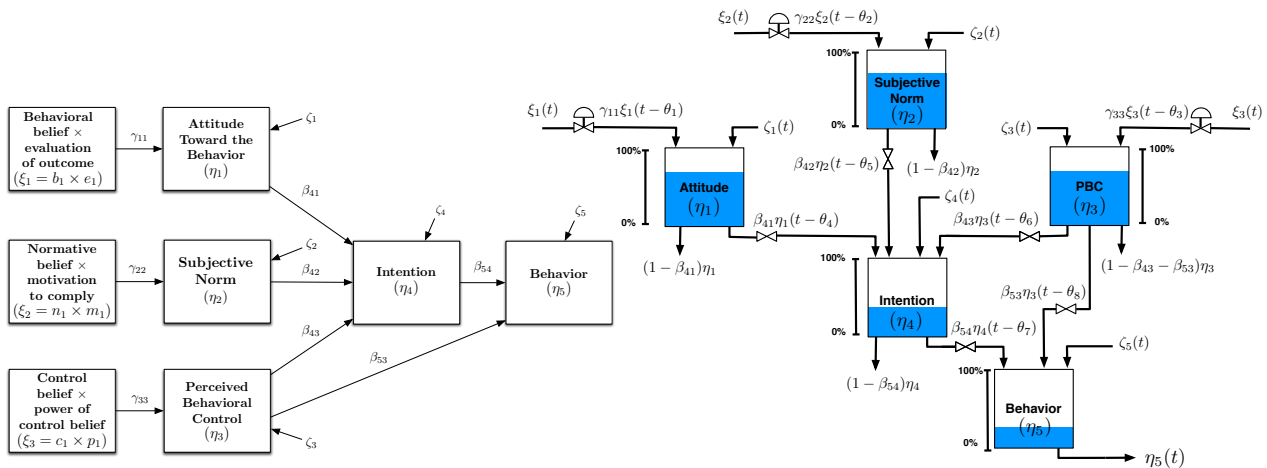 Behavioral
belief ×
evaluation
of outcome
(ξ₁ = b₁ × e₁)
γ₁₁
Attitude
Toward the
Behavior
(η₁)
ζ₁
β₄₁
Normative
belief ×
motivation
to comply
(ξ₂ = n₁ × m₁)
γ₂₂
Subjective
Norm
(η₂)
ζ₂
β₄₂
Control
belief ×
power of
control belief
(ξ₃ = c₁ × p₁)
γ₃₃
Perceived
Behavioral
Control
(η₃)
ζ₃
β₄₃
β₅₃
Intention
(η₄)
ζ₄
β₅₄
Behavior
(η₅)
ζ₅
ξ₂(t)
γ₂₂ξ₂(t − θ₂)
ζ₂(t)
100%
Subjective
Norm
(η₂)
0%
β₄₂η₂(t − θ₅)
(1 − β₄₂)η₂
ξ₁(t)
γ₁₁ξ₁(t − θ₁)
ζ₁(t)
100%
Attitude
(η₁)
0%
β₄₁η₁(t − θ₄)
(1 − β₄₁)η₁
γ₃₃ξ₃(t − θ₃)
ξ₃(t)
ζ₃(t)
100%
PBC
(η₃)
0%
β₄₃η₃(t − θ₆)
(1 − β₄₃ − β₅₃)η₃
β₅₃η₃(t − θ₈)
ζ₄(t)
100%
Intention
(η₄)
0%
β₅₄η₄(t − θ₇)
(1 − β₅₄)η₄
ζ₅(t)
100%
Behavior
(η₅)
0%
η₅(t)